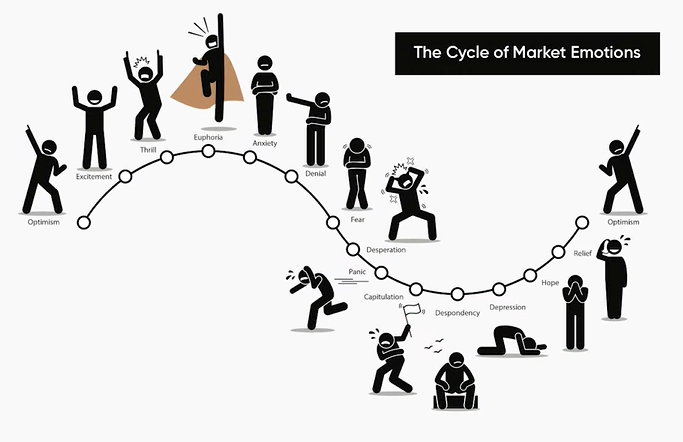 The Cycle of Market Emotions
Optimism
Excitement
Thrill
Euphoria
Anxiety
Denial
Fear
Desperation
Panic
Capitulation
Despondency
Depression
Hope
Relief
Optimism